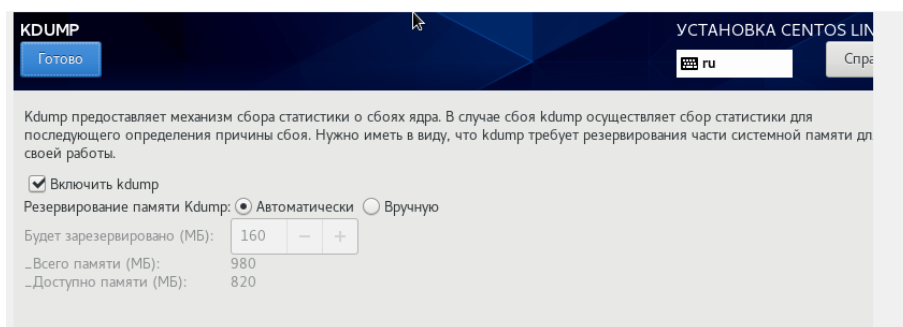 KDUMP
УСТАНОВКА CENTOS LIN
Готово
ru
Спра
Kdump предоставляет механизм сбора статистики о сбоях ядра. В случае сбоя kdump осуществляет сбор статистики для
последующего определения причины сбоя. Нужно иметь в виду, что kdump требует резервирования части системной памяти дл
своей работы.
Включить kdump
Резервирование памяти Kdump: Автоматически Вручную
Будет зарезервировано (МБ): 160 − +
_Всего памяти (МБ): 980
_Доступно памяти (МБ): 820